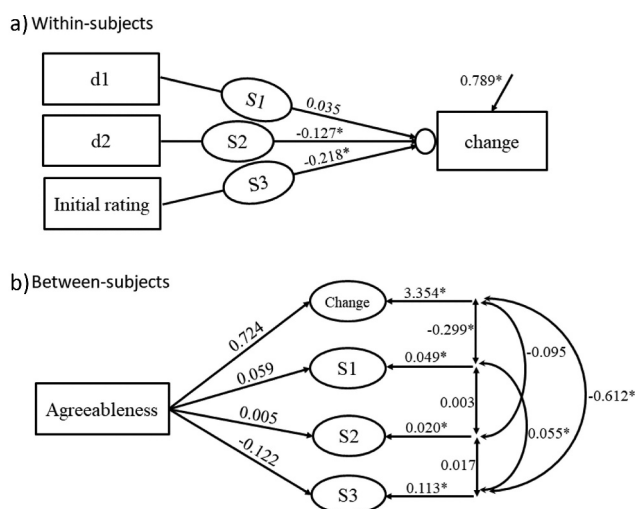 a) Within-subjects
0.789*
d1
S1
0.035
d2
S2
-0.127*
change
Initial rating
S3
-0.218*
b) Between-subjects
Change
3.354*
0.724
-0.299*
-0.095
0.059
S1
0.049*
Agreeableness
-0.612*
0.005
0.003
S2
0.020*
0.055*
-0.122
0.017
S3
0.113*